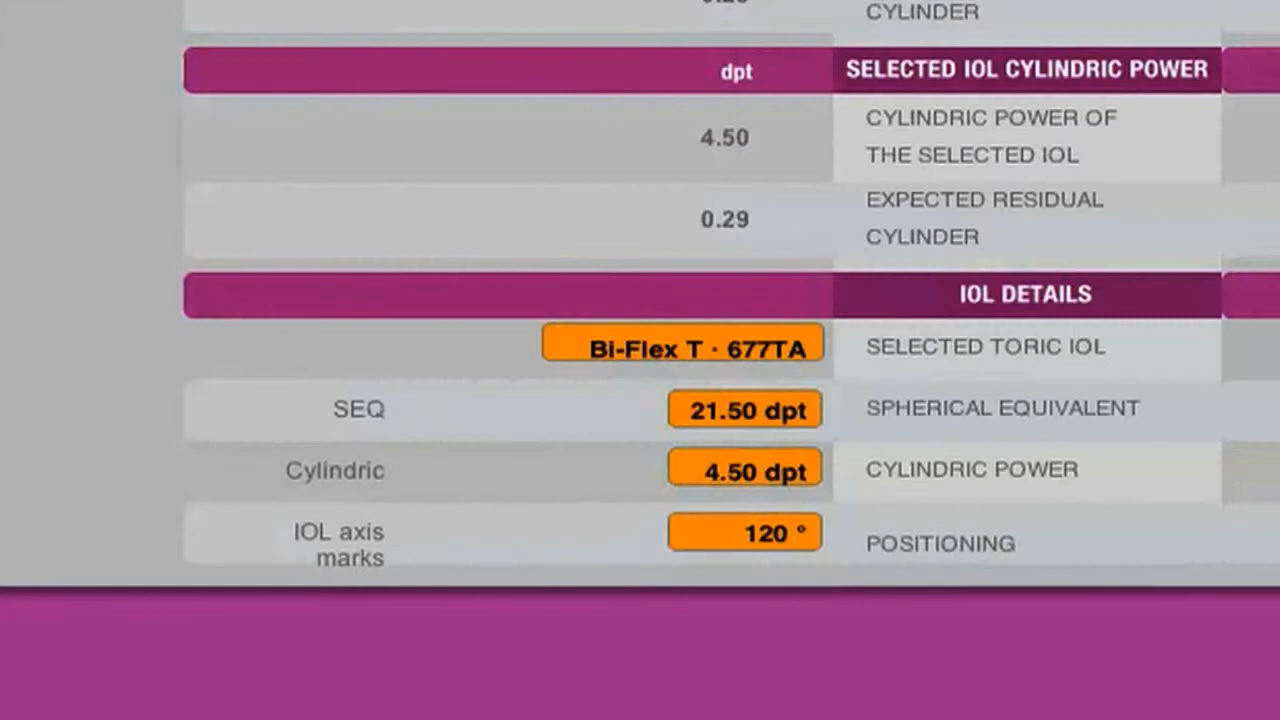 CYLINDER
dpt SELECTED IOL CYLINDRIC POWER
4.50 CYLINDRIC POWER OF
THE SELECTED IOL
0.29 EXPECTED RESIDUAL
CYLINDER
IOL DETAILS
Bi-Flex T · 677TA SELECTED TORIC IOL
SEQ 21.50 dpt SPHERICAL EQUIVALENT
Cylindric 4.50 dpt CYLINDRIC POWER
IOL axis
marks 120 ° POSITIONING